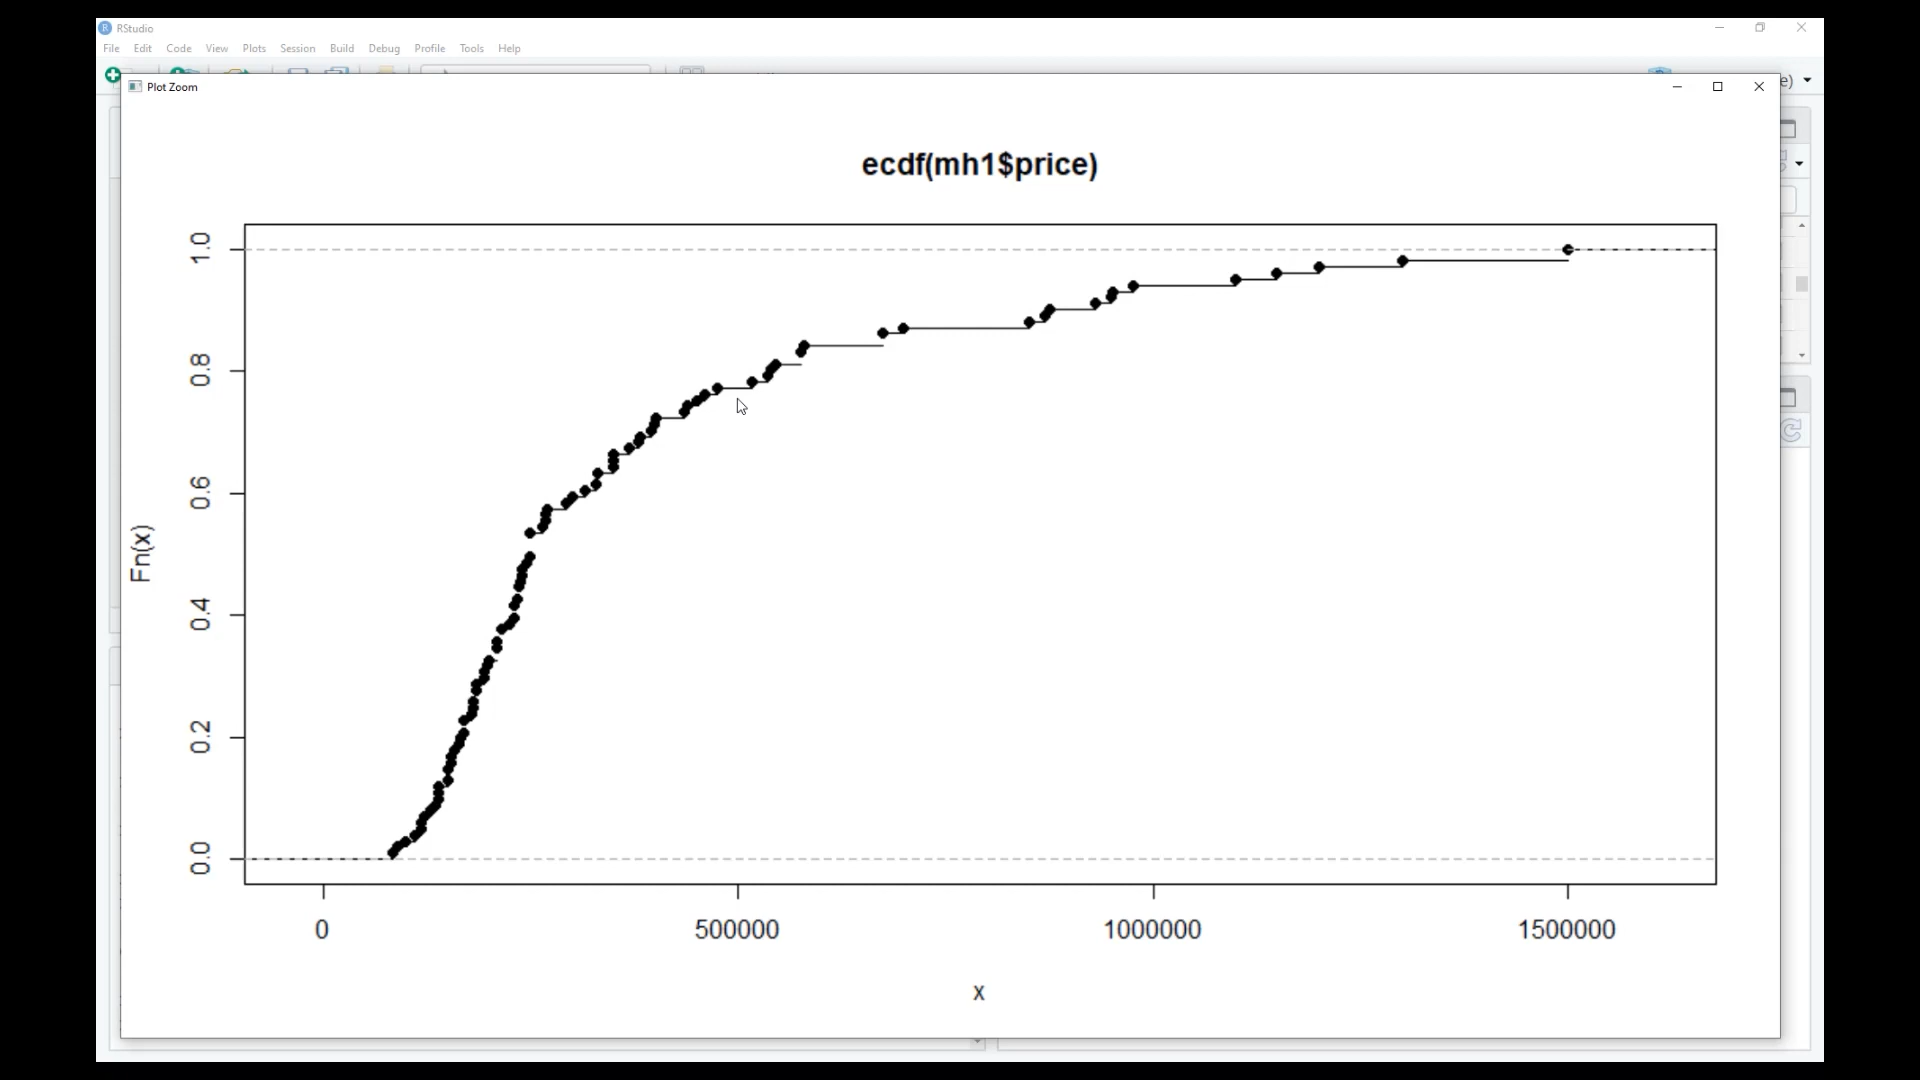 RStudio
File Edit Code View Plots Session Build Debug Profile Tools Help
Plot Zoom
e)
ecdf(mh1$price)
1.0
0.8
0.6
0.4
0.2
0.0
Fn(x)
0 500000 1000000 1500000
x